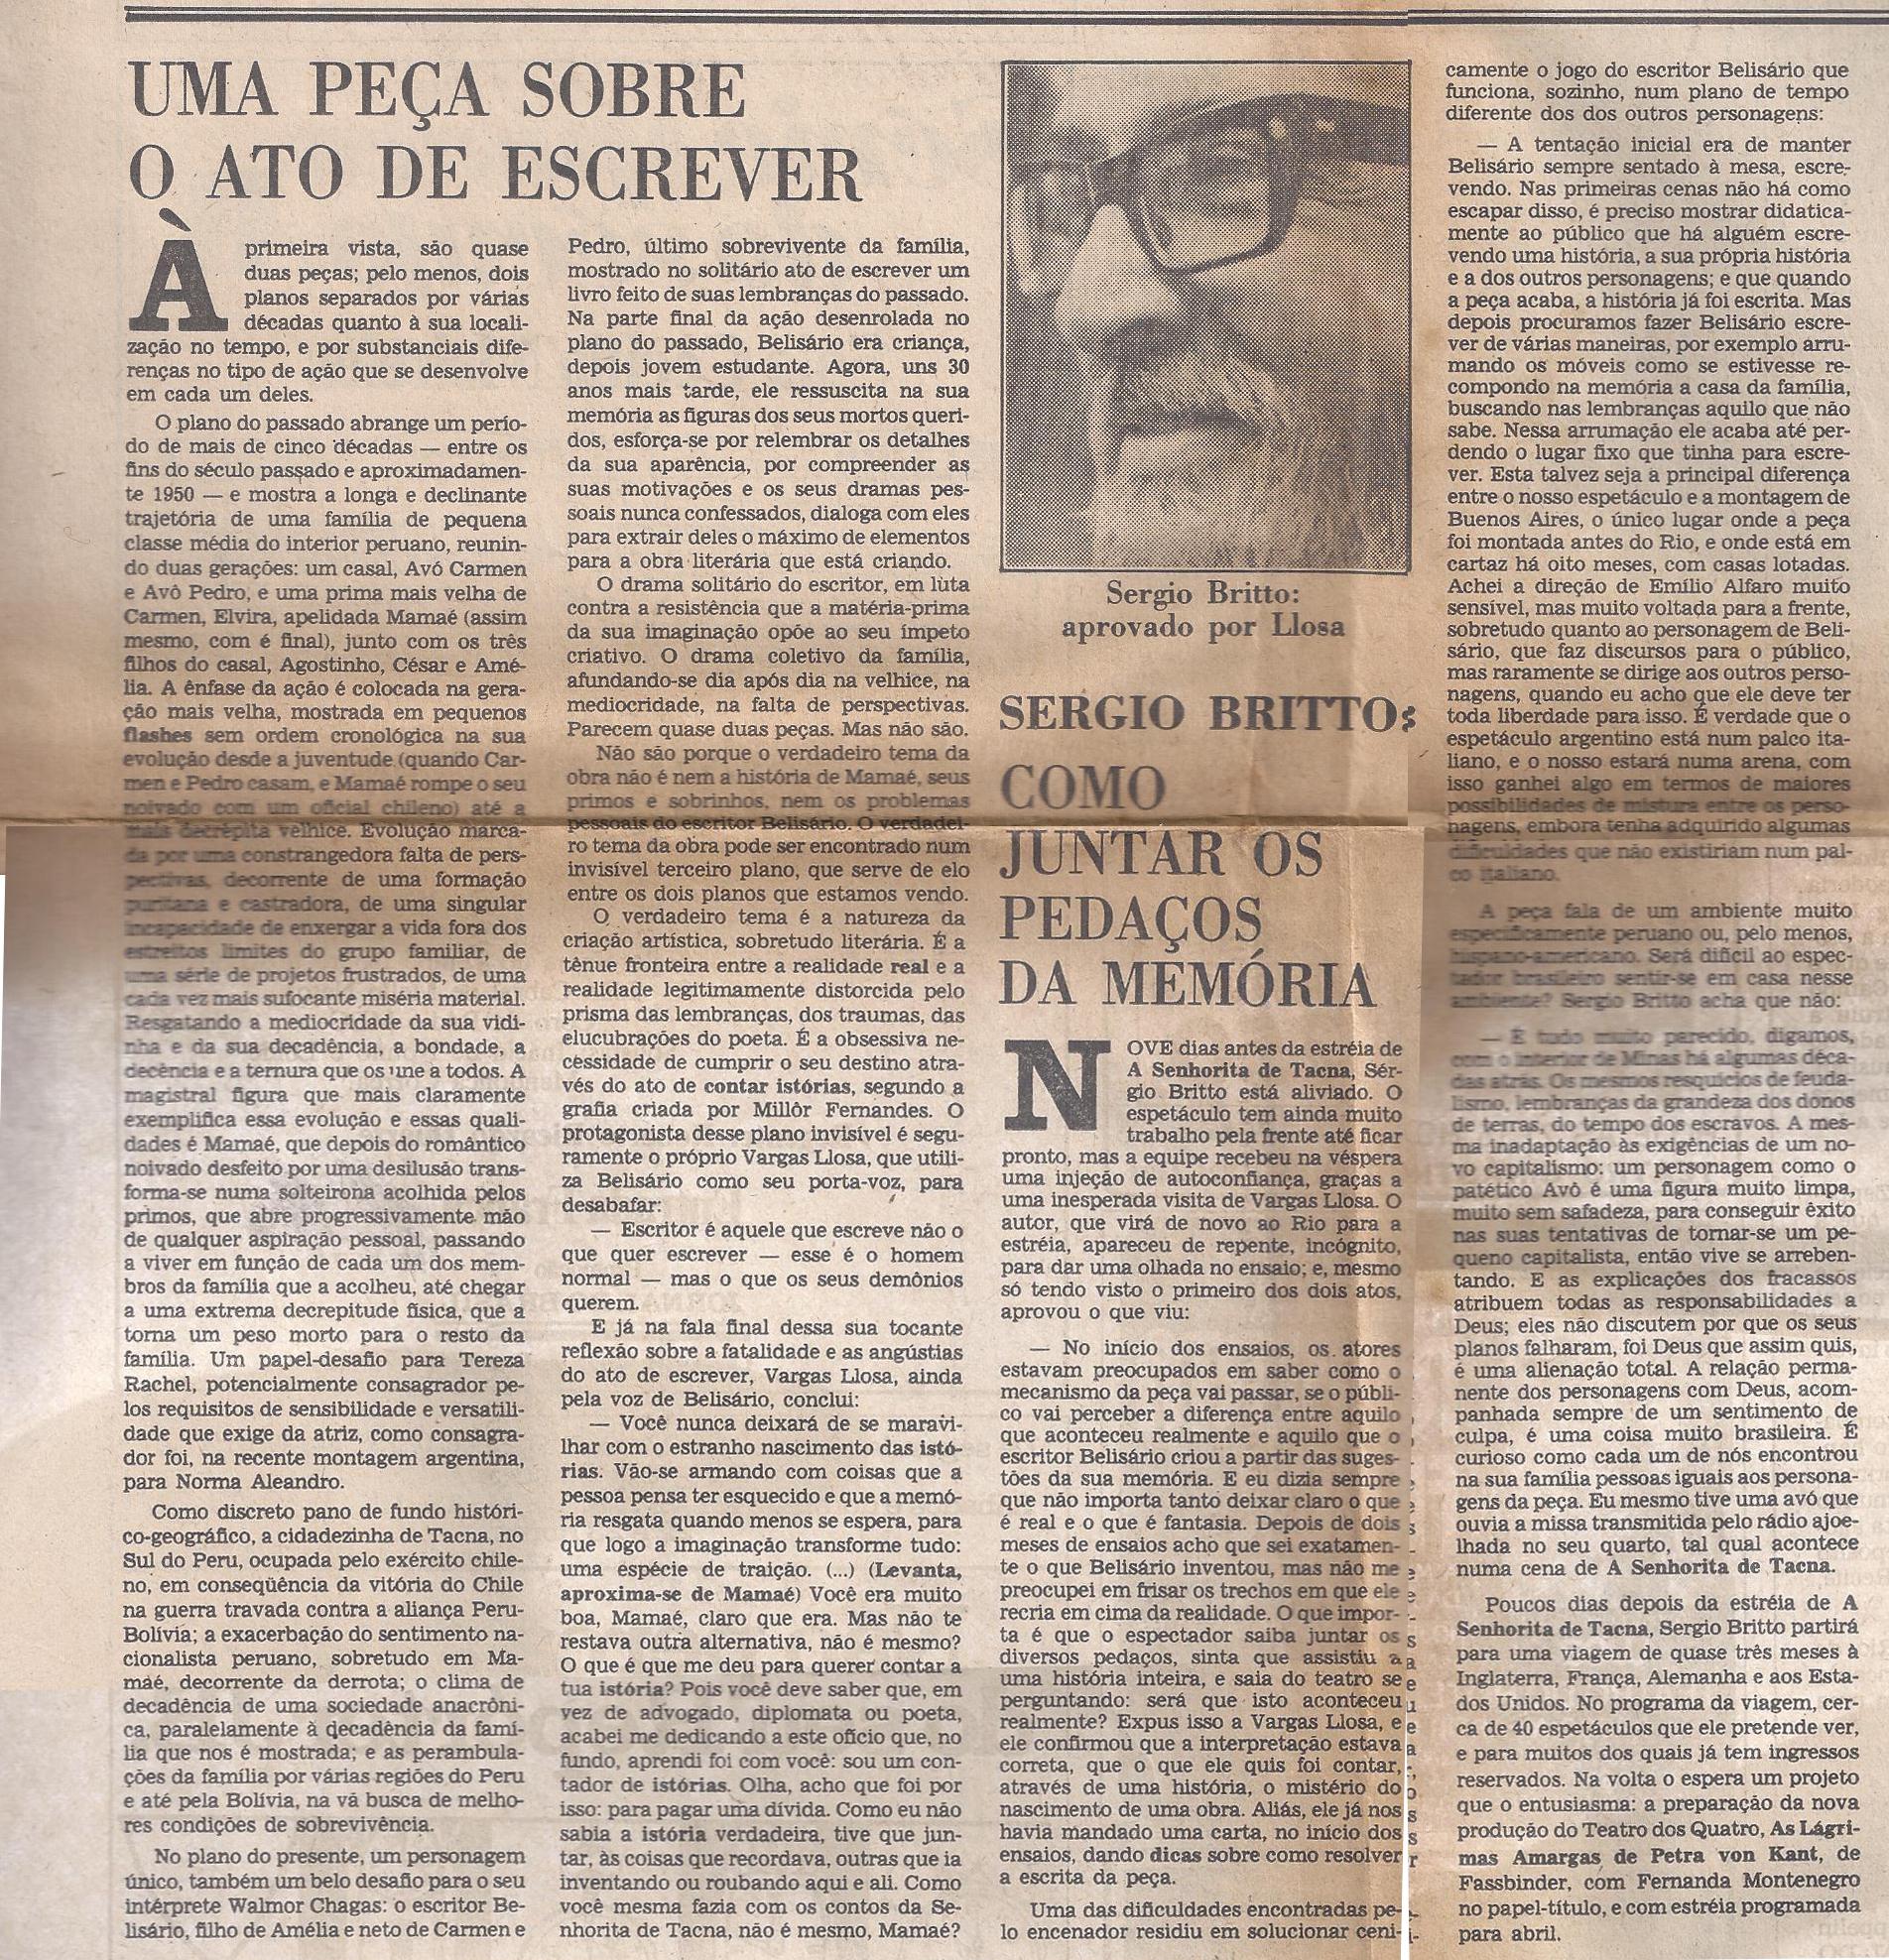 UMA PEÇA SOBRE
O ATO DE ESCREVER
À primeira vista, são quase
duas peças; pelo menos, dois
planos separados por várias
décadas quanto à sua locali-
zação no tempo, e por substanciais dife-
renças no tipo de ação que se desenvolve
em cada um deles.
O plano do passado abrange um perío-
do de mais de cinco décadas — entre os
fins do século passado e aproximadamen-
te 1950 — e mostra a longa e declinante
trajetória de uma família de pequena
classe média do interior peruano, reunin-
do duas gerações: um casal, Avó Carmen
e Avô Pedro, e uma prima mais velha de
Carmen, Elvira, apelidada Mamaé (assim
mesmo, com é final), junto com os três
filhos do casal, Agostinho, César e Amé-
lia. A ênfase da ação é colocada na gera-
ção mais velha, mostrada em pequenos
flashes sem ordem cronológica na sua
evolução desde a juventude (quando Car-
men e Pedro casam, e Mamaé rompe o seu
noivado com um oficial chileno) até a
mais decrépita velhice. Evolução marca-
da por uma constrangedora falta de pers-
pectivas, decorrente de uma formação
puritana e castradora, de uma singular
incapacidade de enxergar a vida fora dos
estreitos limites do grupo familiar, de
uma série de projetos frustrados, de uma
cada vez mais sufocante miséria material.
Resgatando a mediocridade da sua vidi-
nha e da sua decadência, a bondade, a
decência e a ternura que os une a todos. A
magistral figura que mais claramente
exemplifica essa evolução e essas quali-
dades é Mamaé, que depois do romântico
noivado desfeito por uma desilusão trans-
forma-se numa solteirona acolhida pelos
primos, que abre progressivamente mão
de qualquer aspiração pessoal, passando
a viver em função de cada um dos mem-
bros da família que a acolheu, até chegar
a uma extrema decrepitude física, que a
torna um peso morto para o resto da
família. Um papel-desafio para Tereza
Rachel, potencialmente consagrador pe-
los requisitos de sensibilidade e versatili-
dade que exige da atriz, como consagra-
dor foi, na recente montagem argentina,
para Norma Aleandro.
Como discreto pano de fundo históri-
co-geográfico, a cidadezinha de Tacna, no
Sul do Peru, ocupada pelo exército chile-
no, em conseqüência da vitória do Chile
na guerra travada contra a aliança Peru-
Bolívia; a exacerbação do sentimento na-
cionalista peruano, sobretudo em Ma-
maé, decorrente da derrota; o clima de
decadência de uma sociedade anacrôni-
ca, paralelamente à decadência da famí-
lia que nos é mostrada; e as perambula-
ções da família por várias regiões do Peru
e até pela Bolívia, na vã busca de melho-
res condições de sobrevivência.
No plano do presente, um personagem
único, também um belo desafio para o seu
intérprete Walmor Chagas: o escritor Be-
lisário, filho de Amélia e neto de Carmen e
Pedro, último sobrevivente da família,
mostrado no solitário ato de escrever um
livro feito de suas lembranças do passado.
Na parte final da ação desenrolada no
plano do passado, Belisário era criança,
depois jovem estudante. Agora, uns 30
anos mais tarde, ele ressuscita na sua
memória as figuras dos seus mortos queri-
dos, esforça-se por relembrar os detalhes
da sua aparência, por compreender as
suas motivações e os seus dramas pes-
soais nunca confessados, dialoga com eles
para extrair deles o máximo de elementos
para a obra literária que está criando.
O drama solitário do escritor, em luta
contra a resistência que a matéria-prima
da sua imaginação opõe ao seu ímpeto
criativo. O drama coletivo da família,
afundando-se dia após dia na velhice, na
mediocridade, na falta de perspectivas.
Parecem quase duas peças. Mas não são.
Não são porque o verdadeiro tema da
obra não é nem a história de Mamaé, seus
primos e sobrinhos, nem os problemas
pessoais do escritor Belisário. O verdadei-
ro tema da obra pode ser encontrado num
invisível terceiro plano, que serve de elo
entre os dois planos que estamos vendo.
O verdadeiro tema é a natureza da
criação artística, sobretudo literária. É a
tênue fronteira entre a realidade real e a
realidade legitimamente distorcida pelo
prisma das lembranças, dos traumas, das
elucubrações do poeta. É a obsessiva ne-
cessidade de cumprir o seu destino atra-
vés do ato de contar istórias, segundo a
grafia criada por Millôr Fernandes. O
protagonista desse plano invisível é segu-
ramente o próprio Vargas Llosa, que utili-
za Belisário como seu porta-voz, para
desabafar:
— Escritor é aquele que escreve não o
que quer escrever — esse é o homem
normal — mas o que os seus demônios
querem.
E já na fala final dessa sua tocante
reflexão sobre a fatalidade e as angústias
do ato de escrever, Vargas Llosa, ainda
pela voz de Belisário, conclui:
— Você nunca deixará de se maravi-
lhar com o estranho nascimento das istó-
rias. Vão-se armando com coisas que a
pessoa pensa ter esquecido e que a memó-
ria resgata quando menos se espera, para
que logo a imaginação transforme tudo:
uma espécie de traição. (...) (Levanta,
aproxima-se de Mamaé) Você era muito
boa, Mamaé, claro que era. Mas não te
restava outra alternativa, não é mesmo?
O que é que me deu para querer contar a
tua istória? Pois você deve saber que, em
vez de advogado, diplomata ou poeta,
acabei me dedicando a este ofício que, no
fundo, aprendi foi com você: sou um con-
tador de istórias. Olha, acho que foi por
isso: para pagar uma dívida. Como eu não
sabia a istória verdadeira, tive que jun-
tar, às coisas que recordava, outras que ia
inventando ou roubando aqui e ali. Como
você mesma fazia com os contos da Se-
nhorita de Tacna, não é mesmo, Mamaé?
Sergio Britto:
aprovado por Llosa
SERGIO BRITTO:
COMO
JUNTAR OS
PEDAÇOS
DA MEMÓRIA
NOVE dias antes da estréia de
A Senhorita de Tacna, Sér-
gio Britto está aliviado. O
espetáculo tem ainda muito
trabalho pela frente até ficar
pronto, mas a equipe recebeu na véspera
uma injeção de autoconfiança, graças a
uma inesperada visita de Vargas Llosa. O
autor, que virá de novo ao Rio para a
estréia, apareceu de repente, incógnito,
para dar uma olhada no ensaio; e, mesmo
só tendo visto o primeiro dos dois atos,
aprovou o que viu:
— No início dos ensaios, os atores
estavam preocupados em saber como o
mecanismo da peça vai passar, se o públi-
co vai perceber a diferença entre aquilo
que aconteceu realmente e aquilo que o
escritor Belisário criou a partir das suges-
tões da sua memória. E eu dizia sempre
que não importa tanto deixar claro o que
é real e o que é fantasia. Depois de dois
meses de ensaios acho que sei exatamen-
te o que Belisário inventou, mas não me
preocupei em frisar os trechos em que ele
recria em cima da realidade. O que impor-
ta é que o espectador saiba juntar os
diversos pedaços, sinta que assistiu a
uma história inteira, e saia do teatro se
perguntando: será que isto aconteceu
realmente? Expus isso a Vargas Llosa, e
ele confirmou que a interpretação estava
correta, que o que ele quis foi contar,
através de uma história, o mistério do
nascimento de uma obra. Aliás, ele já nos
havia mandado uma carta, no início dos
ensaios, dando dicas sobre como resolver
a escrita da peça.
Uma das dificuldades encontradas pe-
lo encenador residiu em solucionar ceni-
camente o jogo do escritor Belisário que
funciona, sozinho, num plano de tempo
diferente dos dos outros personagens:
— A tentação inicial era de manter
Belisário sempre sentado à mesa, escre-
vendo. Nas primeiras cenas não há como
escapar disso, é preciso mostrar didatica-
mente ao público que há alguém escre-
vendo uma história, a sua própria história
e a dos outros personagens; e que quando
a peça acaba, a história já foi escrita. Mas
depois procuramos fazer Belisário escre-
ver de várias maneiras, por exemplo arru-
mando os móveis como se estivesse re-
compondo na memória a casa da família,
buscando nas lembranças aquilo que não
sabe. Nessa arrumação ele acaba até per-
dendo o lugar fixo que tinha para escre-
ver. Esta talvez seja a principal diferença
entre o nosso espetáculo e a montagem de
Buenos Aires, o único lugar onde a peça
foi montada antes do Rio, e onde está em
cartaz há oito meses, com casas lotadas.
Achei a direção de Emílio Alfaro muito
sensível, mas muito voltada para a frente,
sobretudo quanto ao personagem de Beli-
sário, que faz discursos para o público,
mas raramente se dirige aos outros perso-
nagens, quando eu acho que ele deve ter
toda liberdade para isso. É verdade que o
espetáculo argentino está num palco ita-
liano, e o nosso estará numa arena, com
isso ganhei algo em termos de maiores
possibilidades de mistura entre os perso-
nagens, embora tenha adquirido algumas
dificuldades que não existiriam num pal-
co italiano.
A peça fala de um ambiente muito
especificamente peruano ou, pelo menos,
hispano-americano. Será difícil ao espec-
tador brasileiro sentir-se em casa nesse
ambiente? Sergio Britto acha que não:
— É tudo muito parecido, digamos,
com o interior de Minas há algumas déca-
das atrás. Os mesmos resquícios de feuda-
lismo, lembranças da grandeza dos donos
de terras, do tempo dos escravos. A mes-
ma inadaptação às exigências de um no-
vo capitalismo: um personagem como o
patético Avô é uma figura muito limpa,
muito sem safadeza, para conseguir êxito
nas suas tentativas de tornar-se um pe-
queno capitalista, então vive se arreben-
tando. E as explicações dos fracassos
atribuem todas as responsabilidades a
Deus; eles não discutem por que os seus
planos falharam, foi Deus que assim quis,
é uma alienação total. A relação perma-
nente dos personagens com Deus, acom-
panhada sempre de um sentimento de
culpa, é uma coisa muito brasileira. É
curioso como cada um de nós encontrou
na sua família pessoas iguais aos persona-
gens da peça. Eu mesmo tive uma avó que
ouvia a missa transmitida pelo rádio ajoe-
lhada no seu quarto, tal qual acontece
numa cena de A Senhorita de Tacna.
Poucos dias depois da estréia de A
Senhorita de Tacna, Sergio Britto partirá
para uma viagem de quase três meses à
Inglaterra, França, Alemanha e aos Esta-
dos Unidos. No programa da viagem, cer-
ca de 40 espetáculos que ele pretende ver,
e para muitos dos quais já tem ingressos
reservados. Na volta o espera um projeto
que o entusiasma: a preparação da nova
produção do Teatro dos Quatro, As Lágri-
mas Amargas de Petra von Kant, de
Fassbinder, com Fernanda Montenegro
no papel-título, e com estréia programada
para abril.